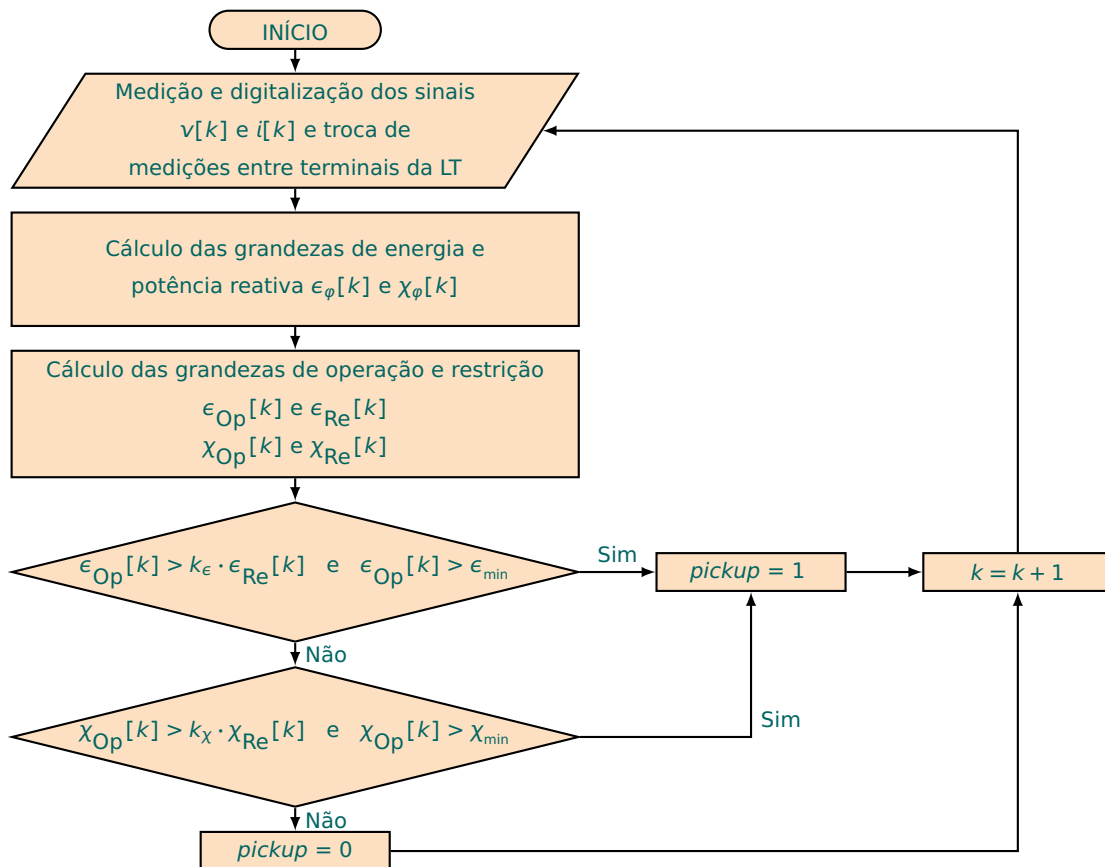 INÍCIO
Medição e digitalização dos sinais
v[k] e i[k] e troca de
medições entre terminais da LT
Cálculo das grandezas de energia e
potência reativa ϵ_φ[k] e χ_φ[k]
Cálculo das grandezas de operação e restrição
ϵ_Op[k] e ϵ_Re[k]
χ_Op[k] e χ_Re[k]
ϵ_Op[k] > k_ϵ · ϵ_Re[k] e ϵ_Op[k] > ϵ_min
Sim
pickup = 1
k = k + 1
Não
χ_Op[k] > k_χ · χ_Re[k] e χ_Op[k] > χ_min
Sim
Não
pickup = 0